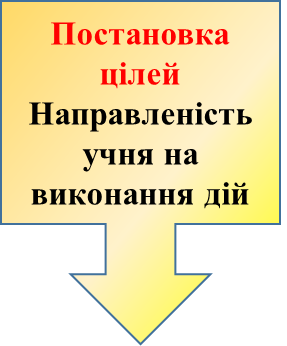 Постановка
цілей
Направленість
учня на
виконання дій